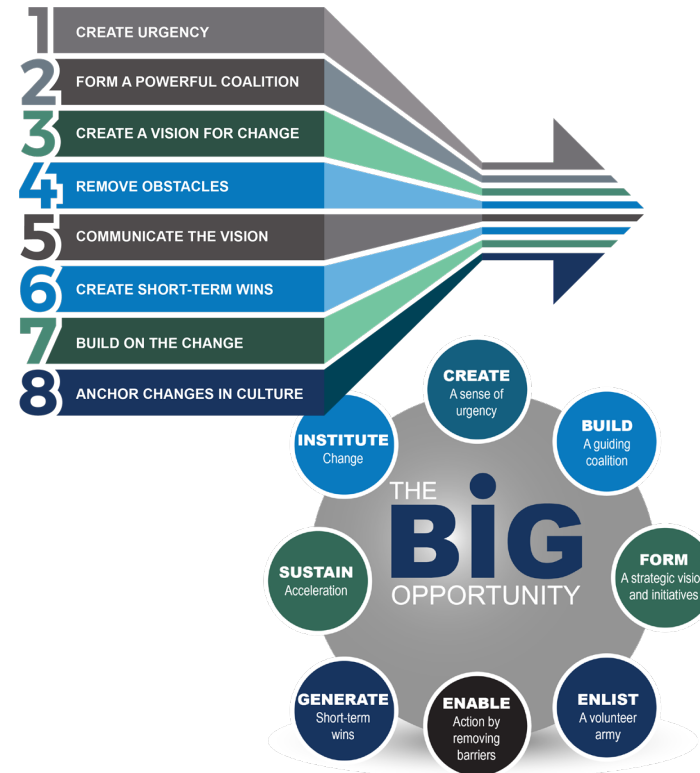 1 CREATE URGENCY
2 FORM A POWERFUL COALITION
3 CREATE A VISION FOR CHANGE
4 REMOVE OBSTACLES
5 COMMUNICATE THE VISION
6 CREATE SHORT-TERM WINS
7 BUILD ON THE CHANGE
8 ANCHOR CHANGES IN CULTURE
CREATE
A sense of
urgency
BUILD
A guiding
coalition
FORM
A strategic visio
and initiatives
ENLIST
A volunteer
army
ENABLE
Action by
removing
barriers
GENERATE
Short-term
wins
SUSTAIN
Acceleration
INSTITUTE
Change
THE
BiG
OPPORTUNITY